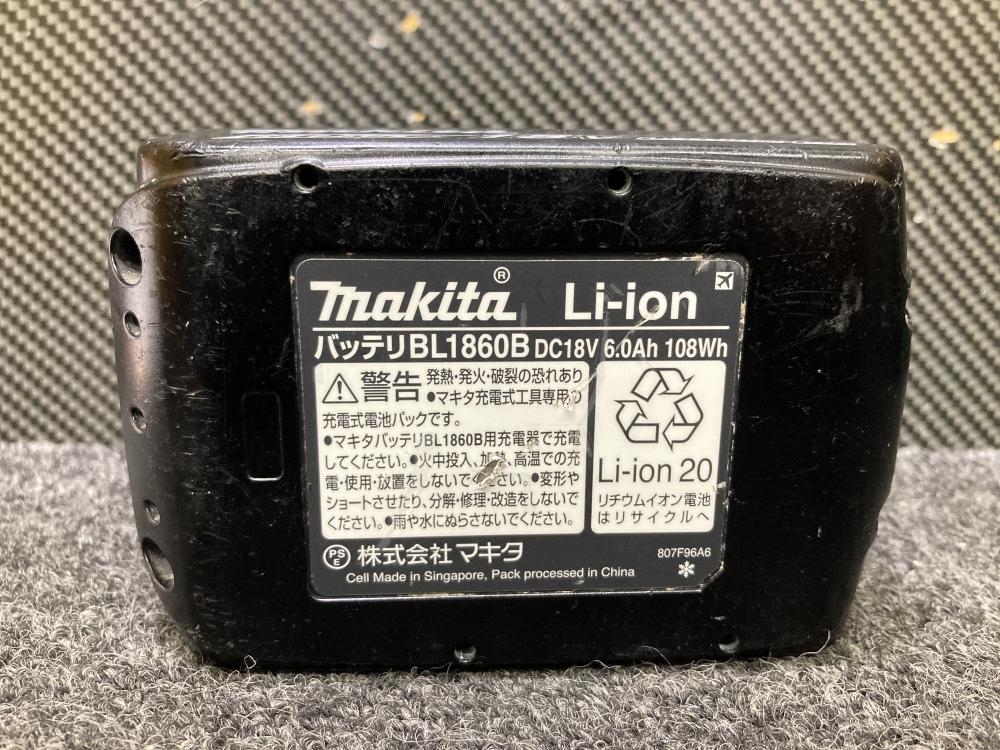 makita® Li-ion
バッテリBL1860B DC18V 6.0Ah 108Wh
警告 発熱・発火・破裂の恐れあり
●マキタ充電式工具専用の
充電式電池パックです。
●マキタバッテリBL1860B用充電器で充電
してください。●火中投入、加熱、高温での充
電・使用・放置をしないでください。●変形や
ショートさせたり、分解・修理・改造をしないで
ください。●雨や水にぬらさないでください。
Li-ion 20
リチウムイオン電池
はリサイクルへ
PSE 株式会社 マキタ
807F96A6
Cell Made in Singapore, Pack processed in China